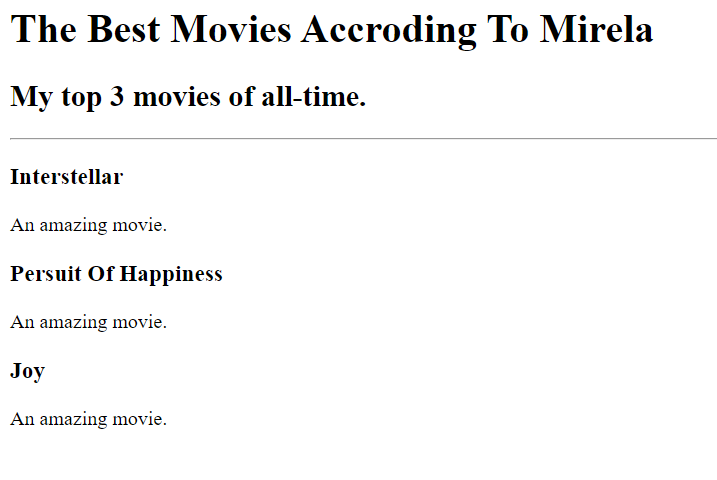 The Best Movies Accroding To Mirela
My top 3 movies of all-time.
Interstellar
An amazing movie.
Persuit Of Happiness
An amazing movie.
Joy
An amazing movie.